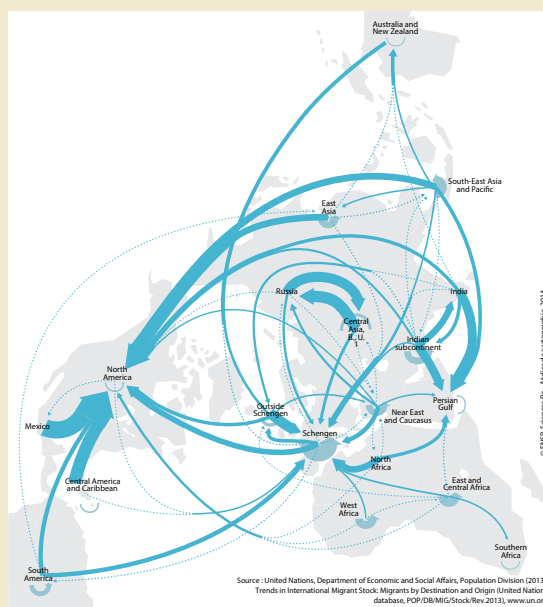 Australia and
New Zealand
South-East Asia
and Pacific
East
Asia
Russia
India
Central
Asia,
B., U.
1
Indian
subcontinent
North
America
Persian
Gulf
Outside
Schengen
Near East
and Caucasus
Mexico
Schengen
North
Africa
Central America
and Caribbean
East and
Central Africa
West
Africa
Southern
Africa
South
America
Source : United Nations, Department of Economic and Social Affairs, Population Division (2013
Trends in International Migrant Stock: Migrants by Destination and Origin (United Nation
database, POP/DB/MIG/Stock/Rev.2013), www.un.or